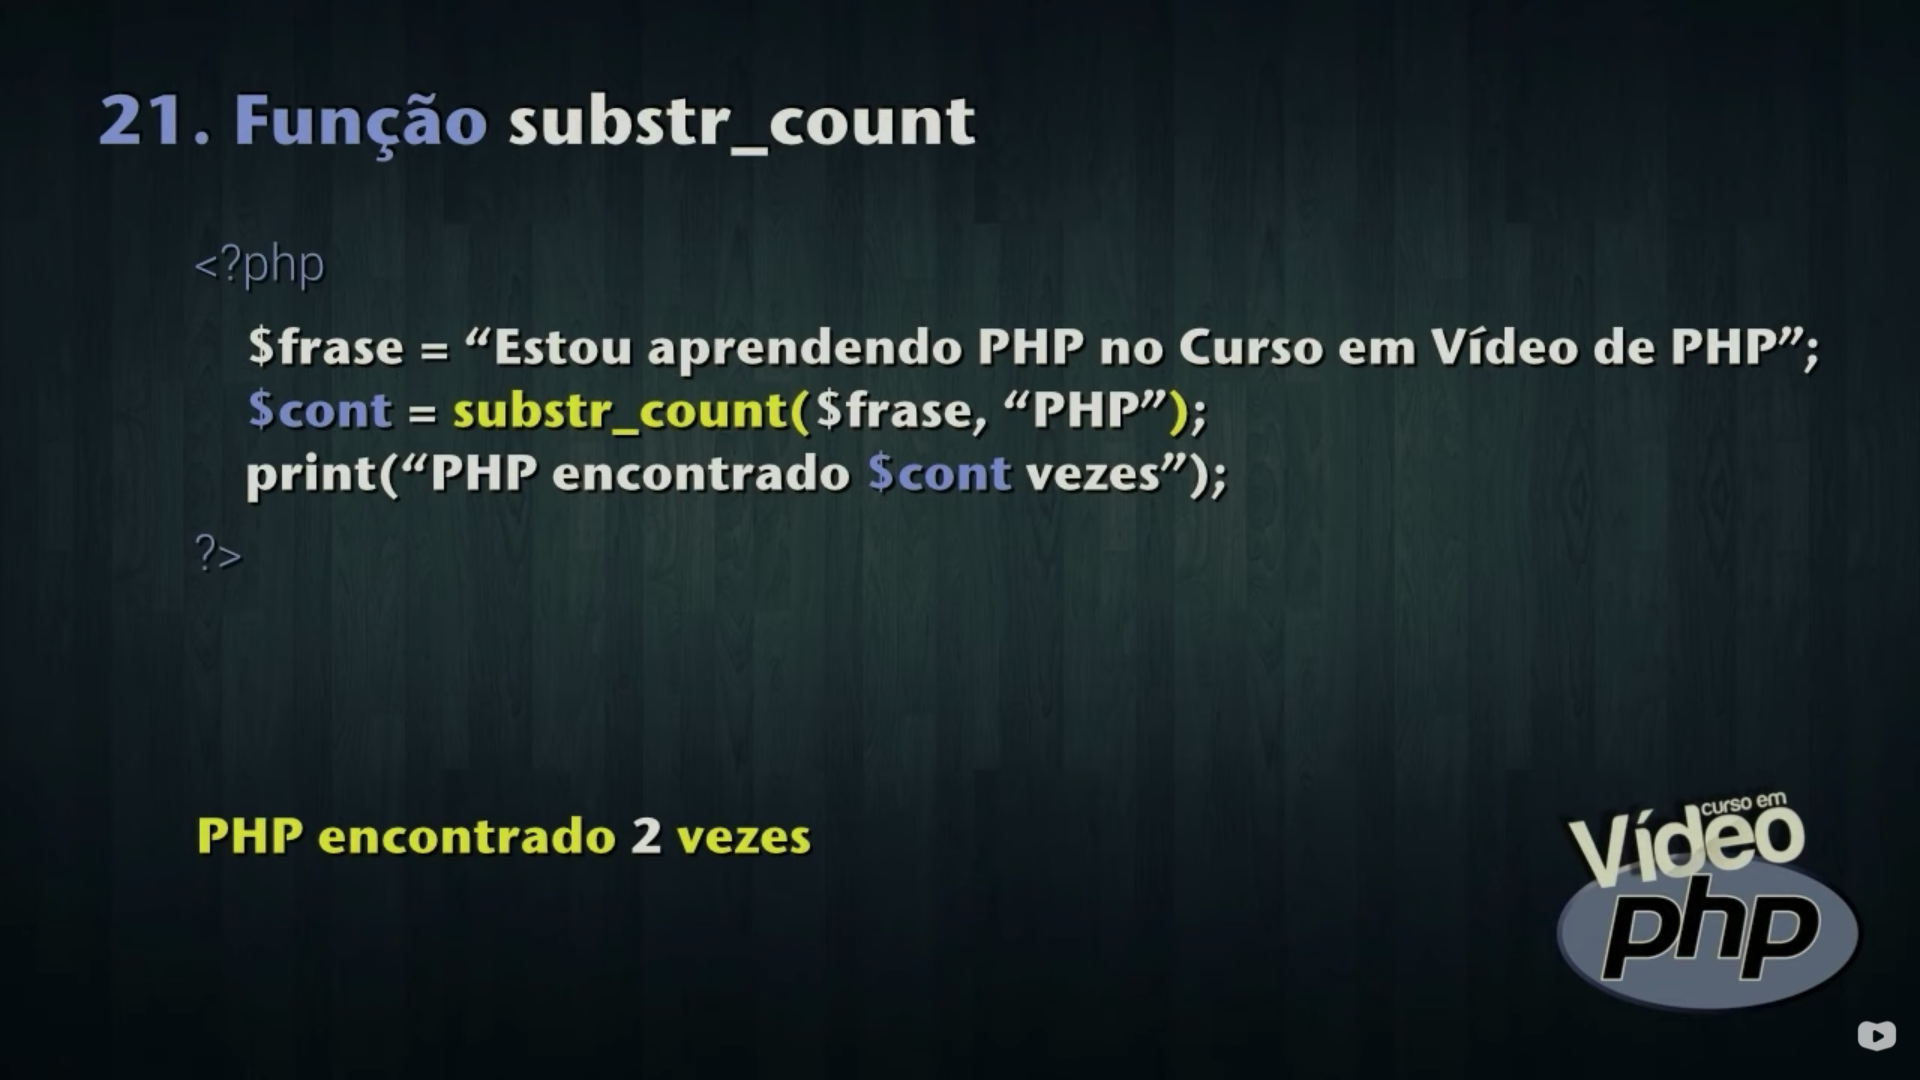 21. Função substr_count
<?php
$frase = “Estou aprendendo PHP no Curso em Vídeo de PHP”;
$cont = substr_count($frase, “PHP”);
print(“PHP encontrado $cont vezes”);
?>
PHP encontrado 2 vezes
curso em
Vídeo
php